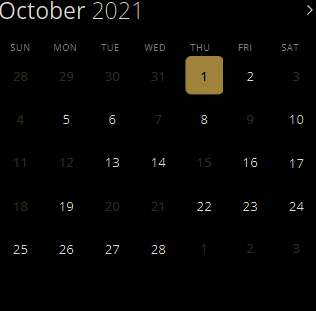 October 2021
SUN MON TUE WED THU FRI SAT
28 29 30 31 1 2 3
4 5 6 7 8 9 10
11 12 13 14 15 16 17
18 19 20 21 22 23 24
25 26 27 28 1 2 3